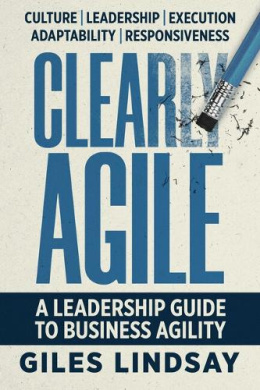 CULTURE | LEADERSHIP | EXECUTION
ADAPTABILITY | RESPONSIVENESS
CLEARLY
AGILE
A LEADERSHIP GUIDE
TO BUSINESS AGILITY
GILES LINDSAY